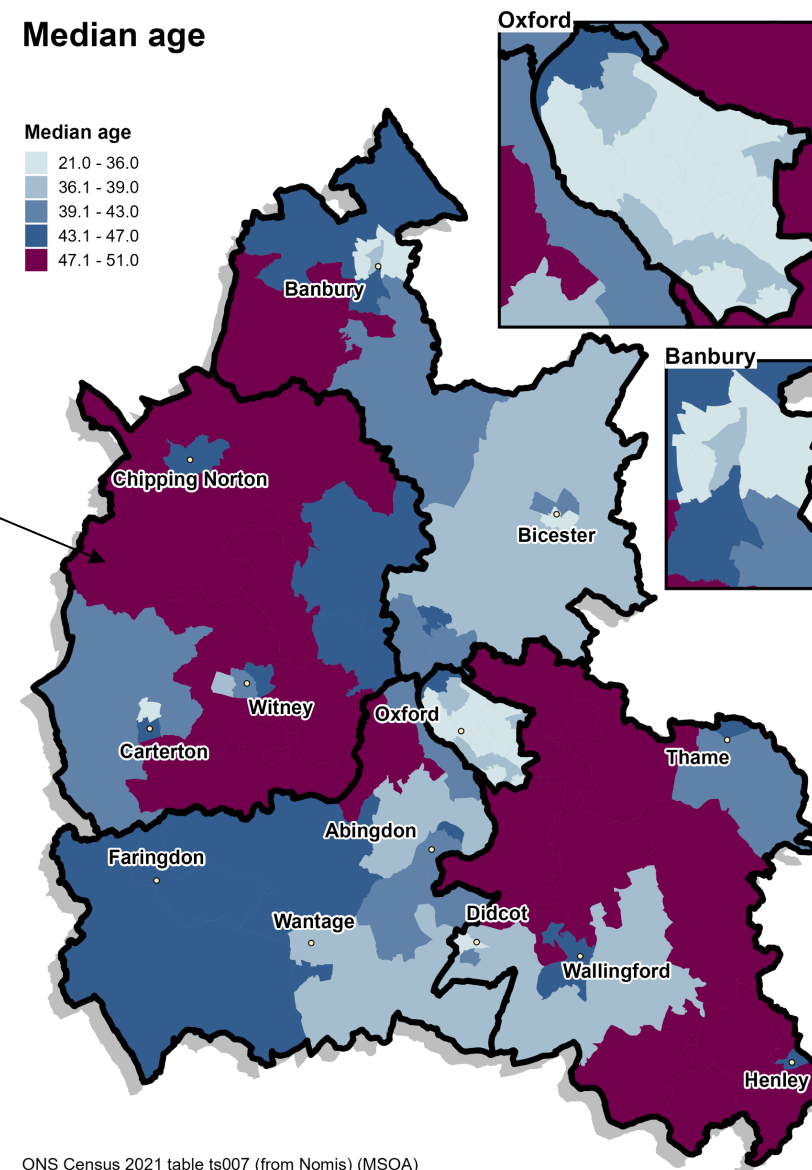 Median age
Oxford
Median age
21.0 - 36.0
36.1 - 39.0
39.1 - 43.0
43.1 - 47.0
47.1 - 51.0
Banbury
Banbury
Chipping Norton
Bicester
Witney
Oxford
Carterton
Thame
Abingdon
Faringdon
Wantage
Didcot
Wallingford
Henley
ONS Census 2021 table ts007 (from Nomis) (MSOA)